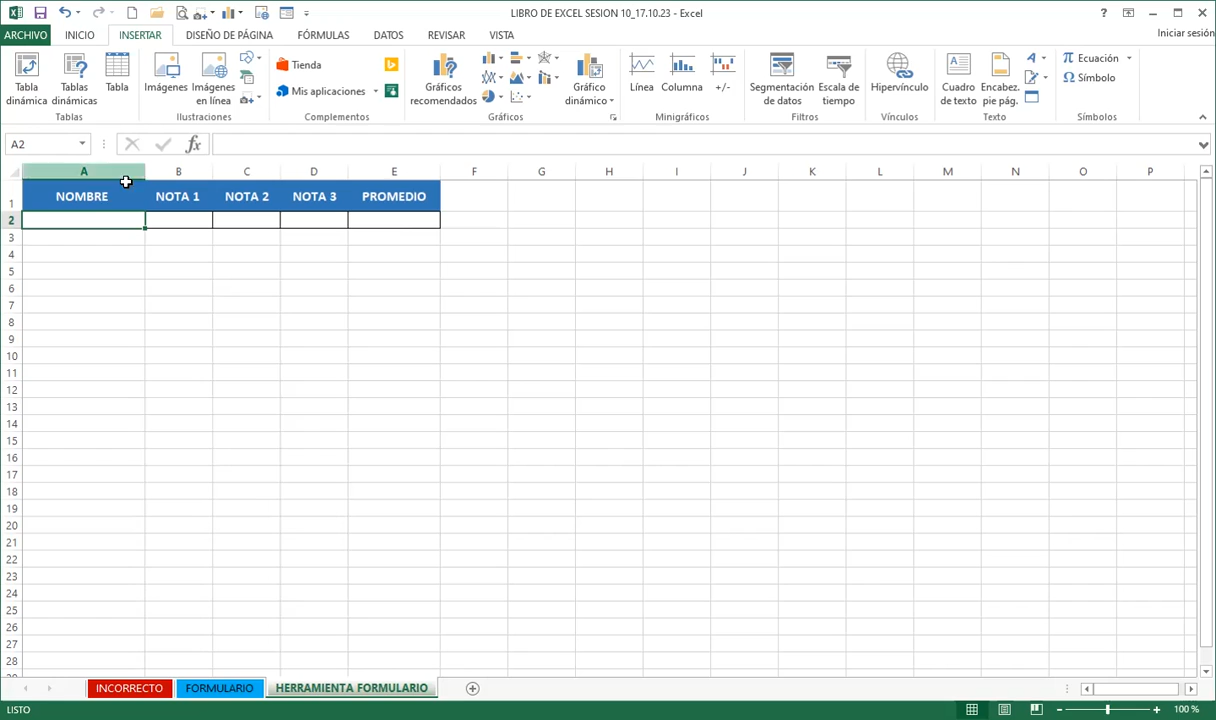 LIBRO DE EXCEL SESION 10_17.10.23 - Excel
ARCHIVO INICIO INSERTAR DISEÑO DE PÁGINA FÓRMULAS DATOS REVISAR VISTA Iniciar sesión
Tabla dinámica
Tablas dinámicas
Tabla
Tablas
Imágenes
Imágenes en línea
Ilustraciones
Tienda
Mis aplicaciones
Complementos
Gráficos recomendados
Gráficos
Gráfico dinámico
Línea
Columna
+/-
Minigráficos
Segmentación de datos
Escala de tiempo
Filtros
Hipervínculo
Vínculos
Cuadro de texto
Encabez. pie pág.
Texto
Ecuación
Símbolo
Símbolos
A2
fx
A B C D E F G H I J K L M N O P
1 NOMBRE NOTA 1 NOTA 2 NOTA 3 PROMEDIO
2
3
4
5
6
7
8
9
10
11
12
13
14
15
16
17
18
19
20
21
22
23
24
25
26
27
28
INCORRECTO FORMULARIO HERRAMIENTA FORMULARIO
LISTO 100 %